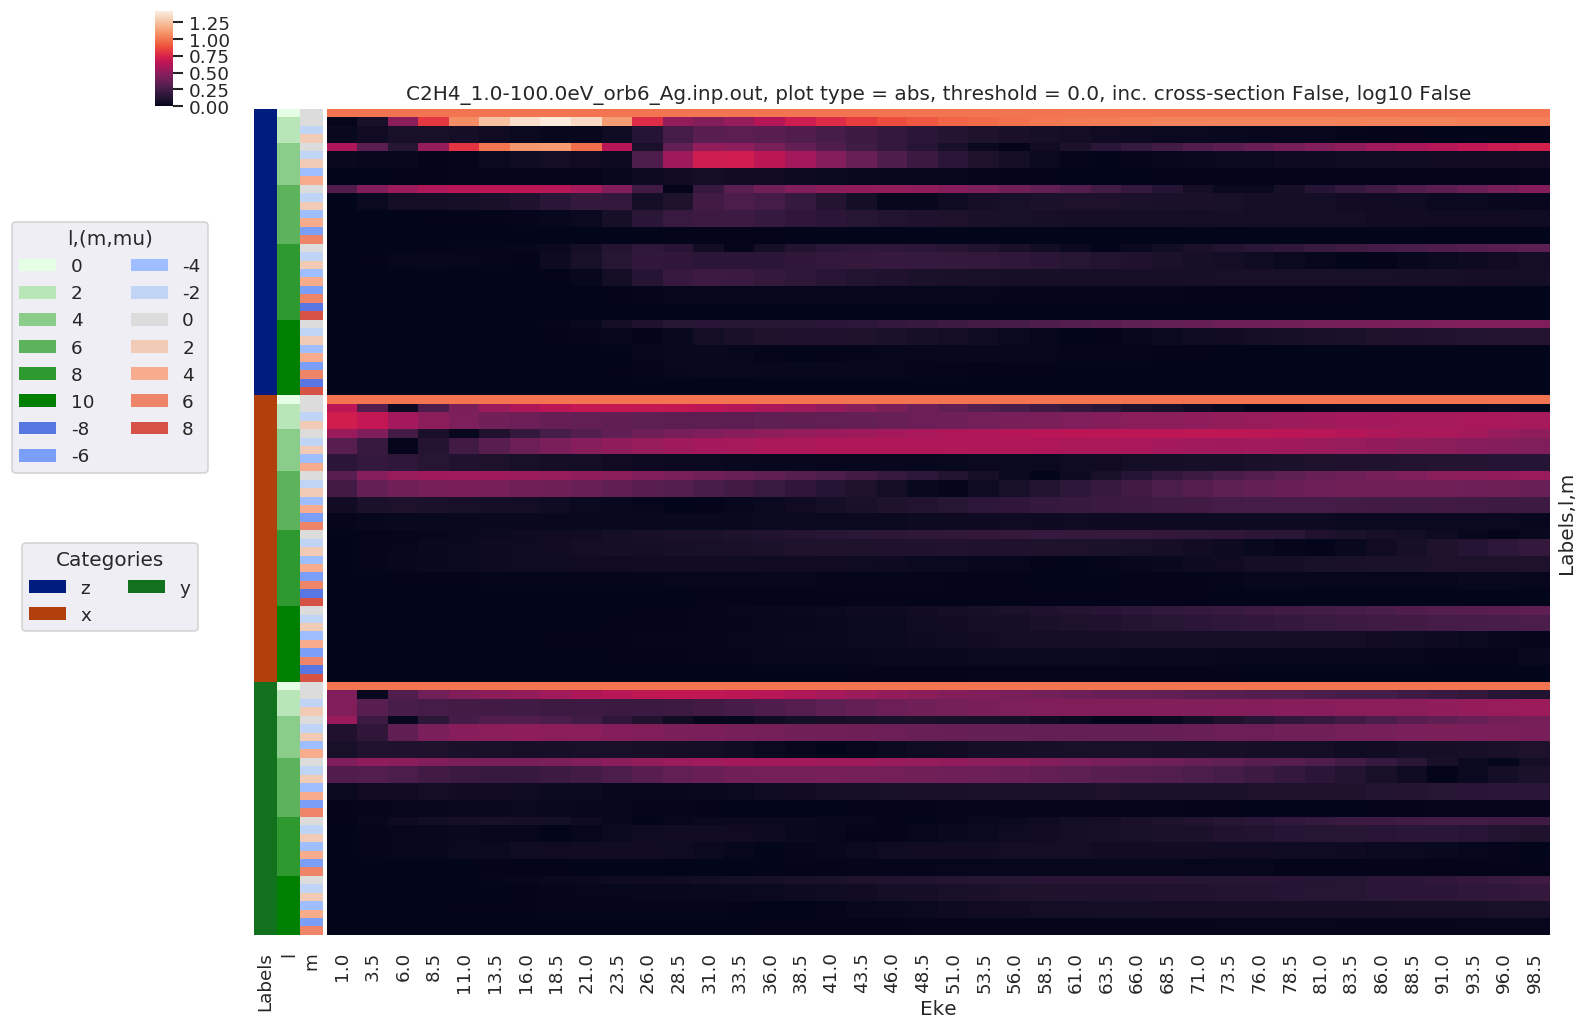 1.25
1.00
0.75
0.50
0.25
0.00
C2H4_1.0-100.0eV_orb6_Ag.inp.out, plot type = abs, threshold = 0.0, inc. cross-section False, log10 False
l,(m,mu)
0 -4
2 -2
4 0
6 2
8 4
10 6
-8 8
-6
Categories
z y
x
Labels,l,m
Labels l m 1.0 3.5 6.0 8.5 11.0 13.5 16.0 18.5 21.0 23.5 26.0 28.5 31.0 33.5 36.0 38.5 41.0 43.5 46.0 48.5 51.0 53.5 56.0 58.5 61.0 63.5 66.0 68.5 71.0 73.5 76.0 78.5 81.0 83.5 86.0 88.5 91.0 93.5 96.0 98.5
Eke